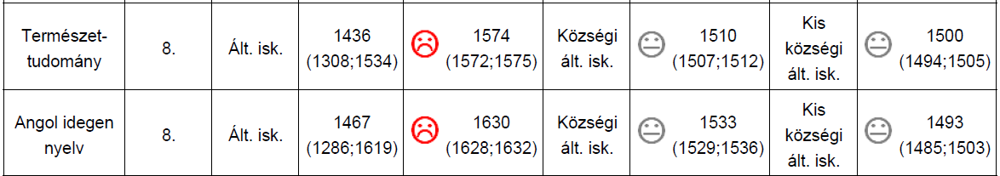 Természet-
tudomány
8.
Ált. isk.
1436
(1308;1534)
1574
(1572;1575)
Községi
ált. isk.
1510
(1507;1512)
Kis
községi
ált. isk.
1500
(1494;1505)
Angol idegen
nyelv
8.
Ált. isk.
1467
(1286;1619)
1630
(1628;1632)
Községi
ált. isk.
1533
(1529;1536)
Kis
községi
ált. isk.
1493
(1485;1503)